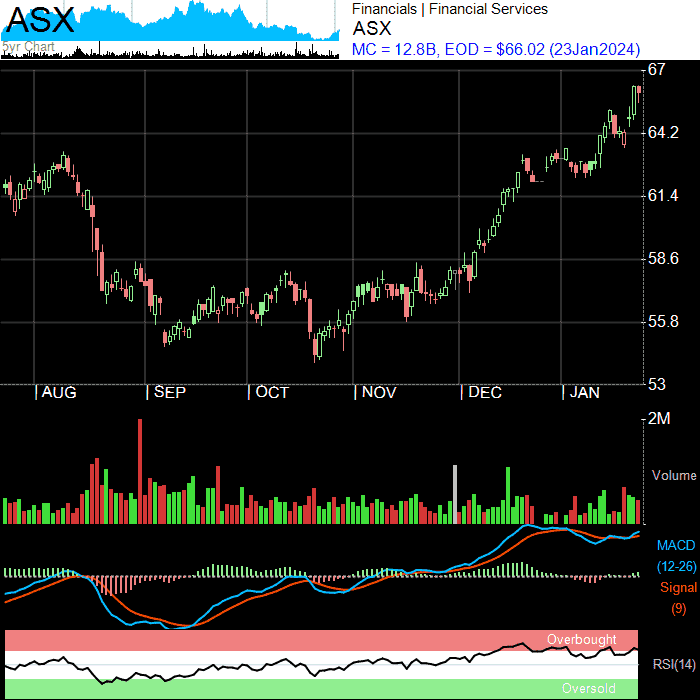 ASX
5yr Chart
Financials | Financial Services
ASX
MC = 12.8B, EOD = $66.02 (23Jan2024)
67
64.2
61.4
58.6
55.8
53
| AUG | SEP | OCT | NOV | DEC | JAN
2M
Volume
MACD
(12-26)
Signal
(9)
Overbought
RSI(14)
Oversold